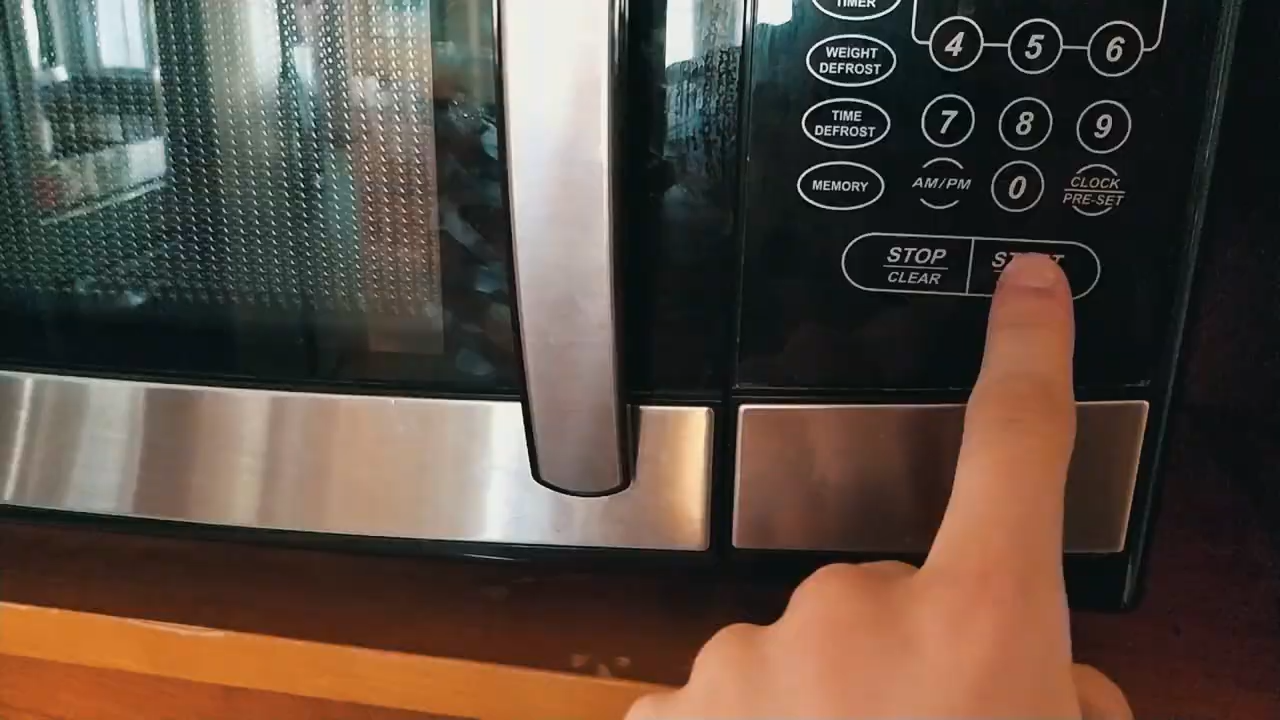 TIMER
4 5 6
WEIGHT
DEFROST
TIME
DEFROST
7 8 9
MEMORY
AM/PM
0
CLOCK
PRE-SET
STOP
CLEAR